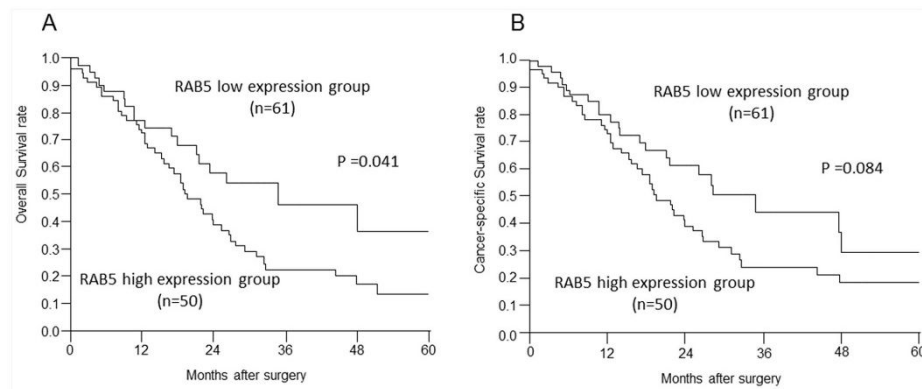 A
Overall Survival rate
1.0
0.9
0.8
0.7
0.6
0.5
0.4
0.3
0.2
0.1
0.0
RAB5 low expression group
(n=61)
P =0.041
RAB5 high expression group
(n=50)
0 12 24 36 48 60
Months after surgery
B
Cancer-specific Survival rate
1.0
0.9
0.8
0.7
0.6
0.5
0.4
0.3
0.2
0.1
0.0
RAB5 low expression group
(n=61)
P =0.084
RAB5 high expression group
(n=50)
0 12 24 36 48 60
Months after surgery